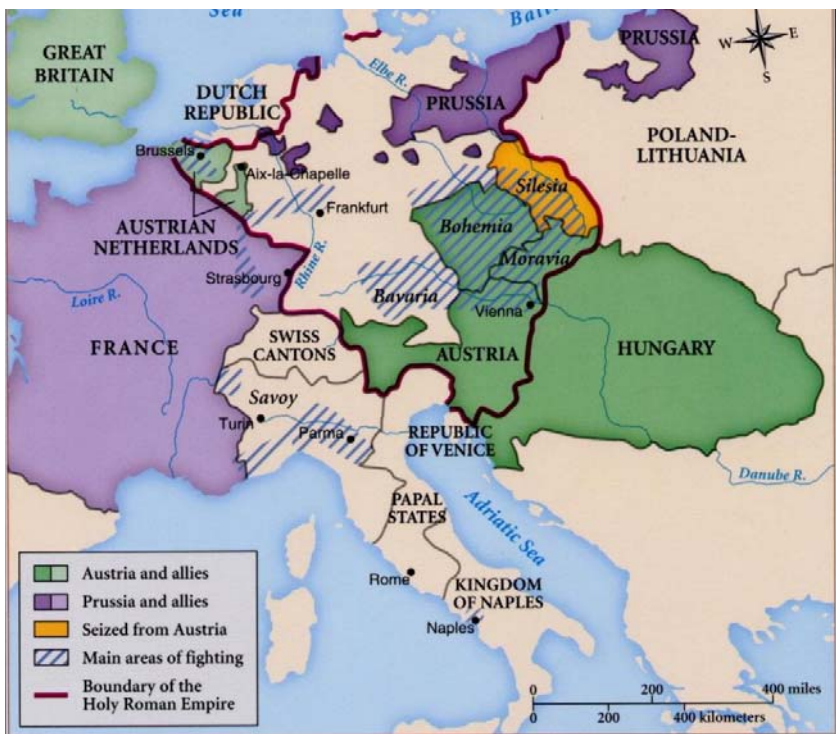 Sea
Balti
GREAT
BRITAIN
PRUSSIA
W
E
S
DUTCH
REPUBLIC
Elbe R.
PRUSSIA
POLAND-
LITHUANIA
Brussels
Aix-la-Chapelle
Silesia
AUSTRIAN
NETHERLANDS
Frankfurt
Bohemia
Moravia
Rhine R.
Strasbourg
Loire R.
Bavaria
Vienna
FRANCE
SWISS
CANTONS
AUSTRIA
HUNGARY
Savoy
Turin
Parma
REPUBLIC
OF VENICE
Danube R.
PAPAL
STATES
Adriatic Sea
Rome
KINGDOM
OF NAPLES
Naples
Austria and allies
Prussia and allies
Seized from Austria
Main areas of fighting
Boundary of the
Holy Roman Empire
0 200 400 miles
0 200 400 kilometers